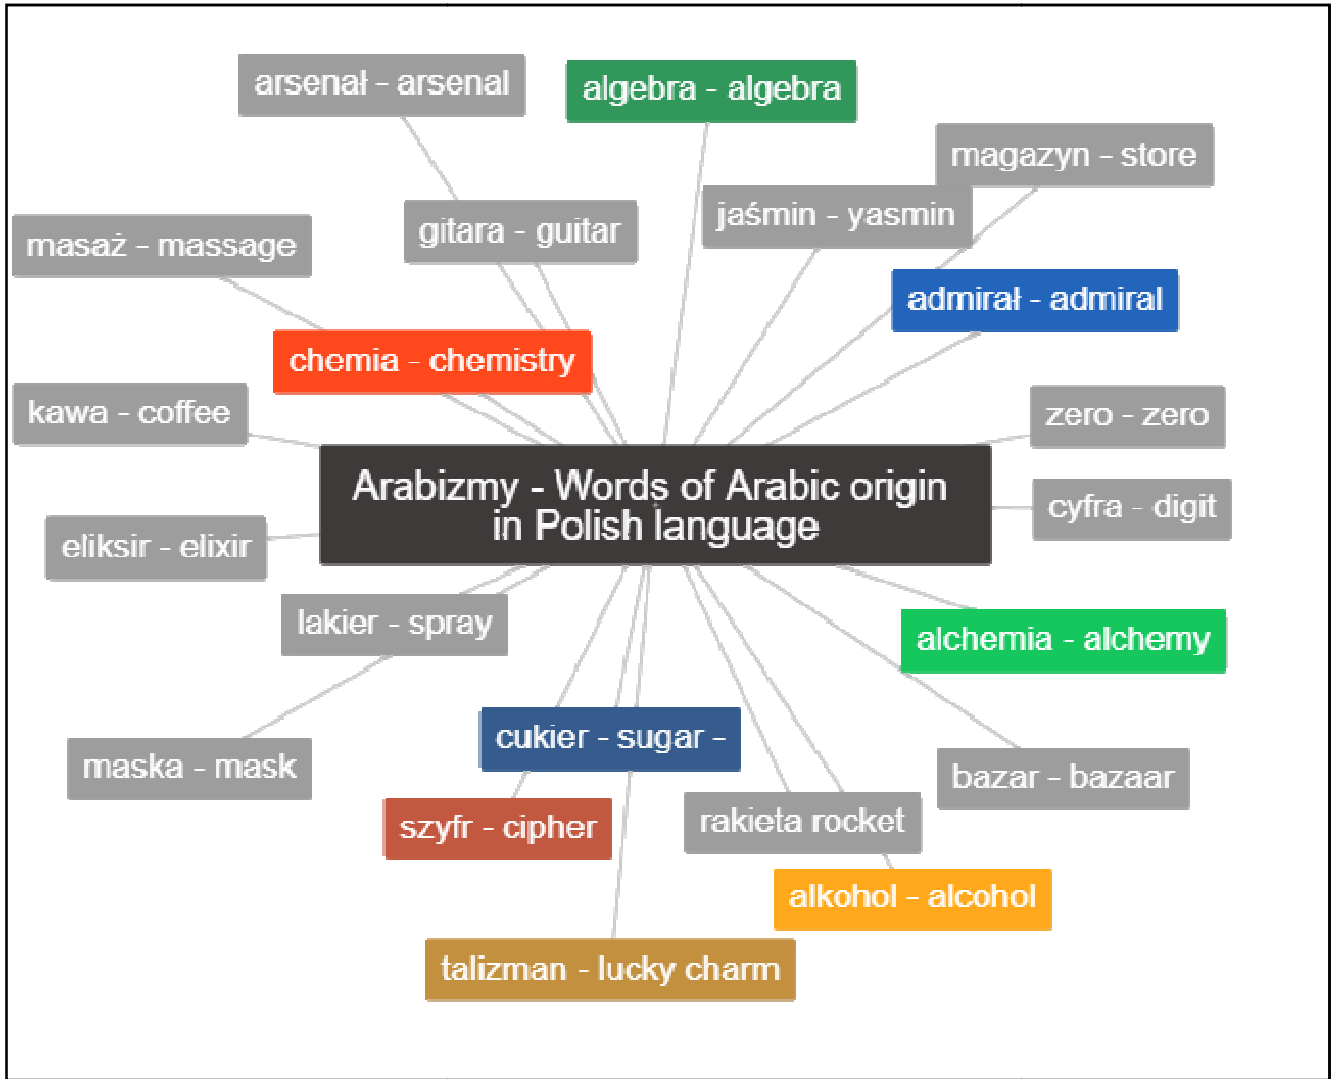 arsenał - arsenal
algebra - algebra
magazyn - store
jaśmin - yasmin
gitara - guitar
masaż - massage
admirał - admiral
chemia - chemistry
kawa - coffee
zero - zero
Arabizmy - Words of Arabic origin
in Polish language
cyfra - digit
eliksir - elixir
lakier - spray
alchemia - alchemy
cukier - sugar -
maska - mask
bazar - bazaar
szyfr - cipher
rakieta rocket
alkohol - alcohol
talizman - lucky charm